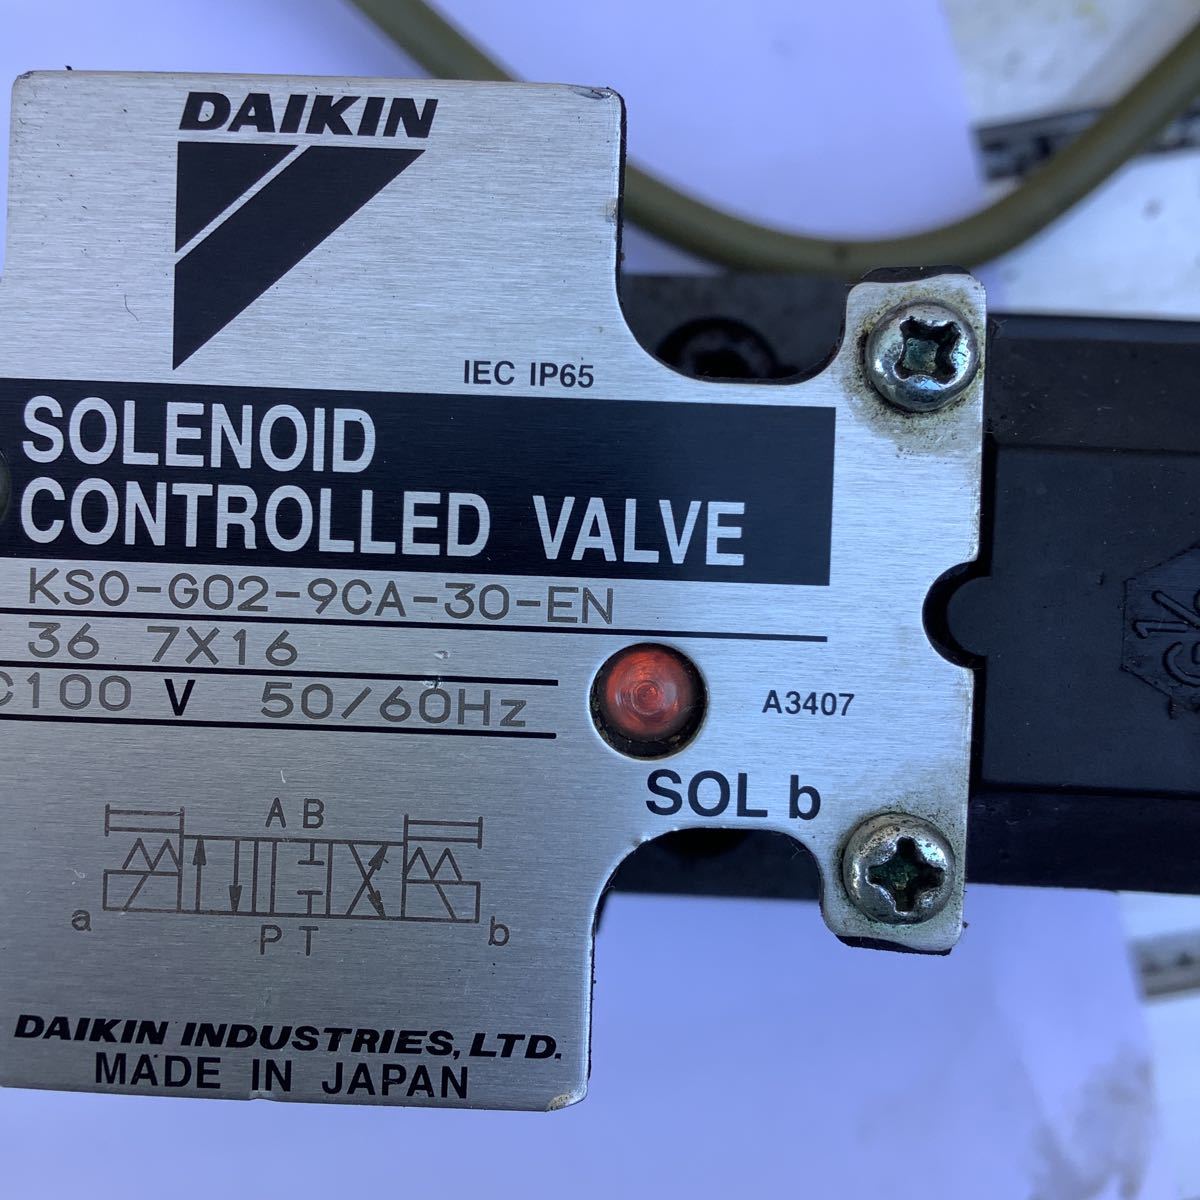 DAIKIN
IEC IP65
SOLENOID
CONTROLLED VALVE
KSO-G02-9CA-30-EN
36 7X16
C100 V 50/60Hz
A3407
SOL b
A B
a
b
P T
DAIKIN INDUSTRIES, LTD.
MADE IN JAPAN